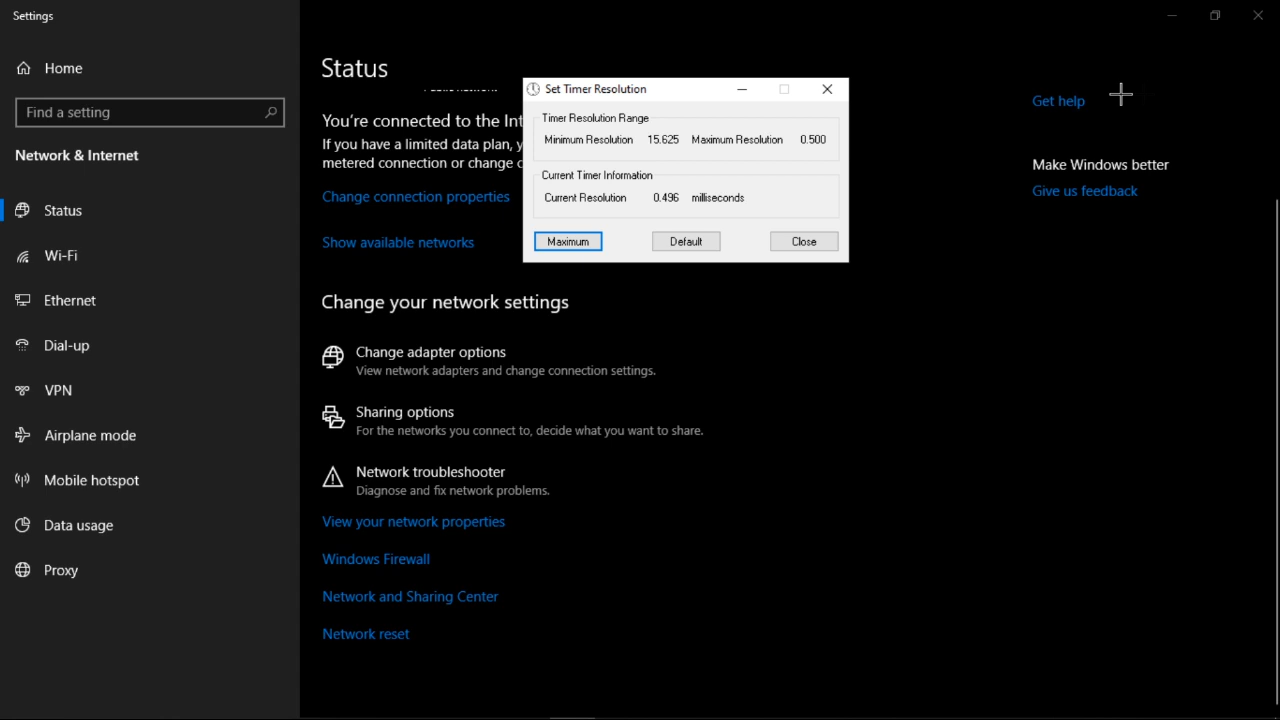 Settings
Home
Find a setting
Network & Internet
Status
Wi-Fi
Ethernet
Dial-up
VPN
Airplane mode
Mobile hotspot
Data usage
Proxy
Status
You're connected to the Int
If you have a limited data plan, y
metered connection or change c
Change connection properties
Show available networks
Change your network settings
Change adapter options
View network adapters and change connection settings.
Sharing options
For the networks you connect to, decide what you want to share.
Network troubleshooter
Diagnose and fix network problems.
View your network properties
Windows Firewall
Network and Sharing Center
Network reset
Set Timer Resolution
Timer Resolution Range
Minimum Resolution 15.625 Maximum Resolution 0.500
Current Timer Information
Current Resolution 0.496 milliseconds
Maximum Default Close
Get help
Make Windows better
Give us feedback